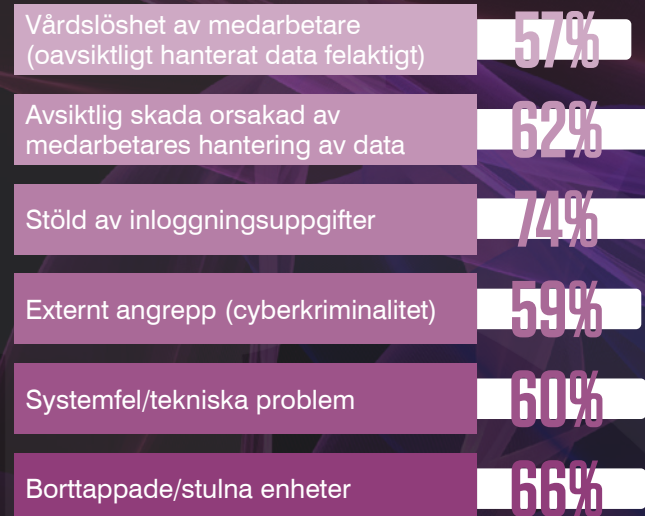 Vårdslöshet av medarbetare
(oavsiktligt hanterat data felaktigt)
57%
Avsiktlig skada orsakad av
medarbetares hantering av data
62%
Stöld av inloggningsuppgifter
74%
Externt angrepp (cyberkriminalitet)
59%
Systemfel/tekniska problem
60%
Borttappade/stulna enheter
66%